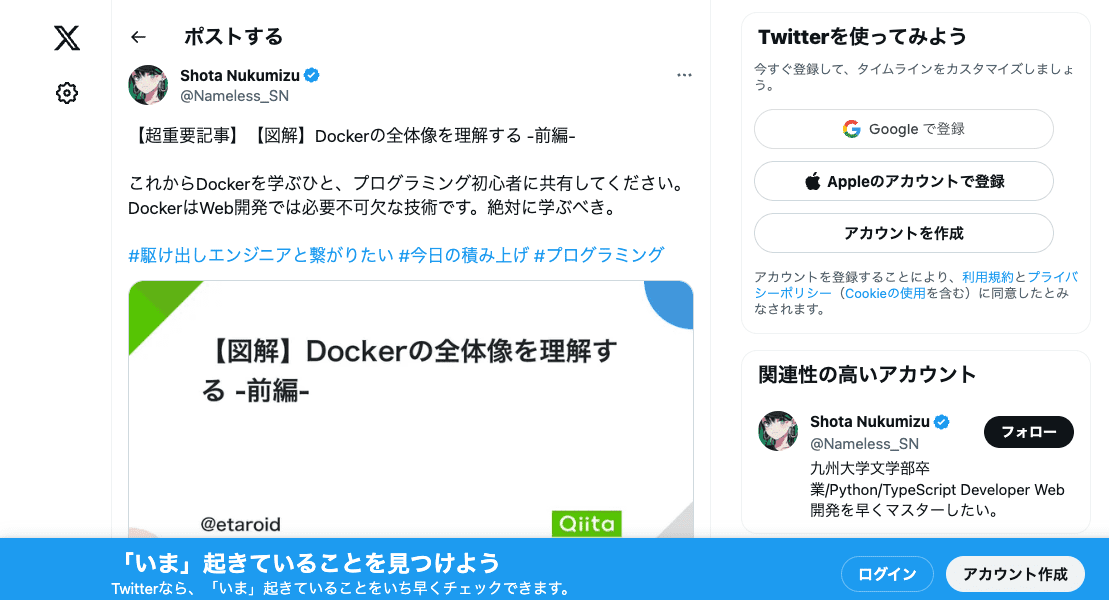 ポストする
Shota Nukumizu
@Nameless_SN
【超重要記事】【図解】Dockerの全体像を理解する -前編-
これからDockerを学ぶひと、プログラミング初心者に共有してください。
DockerはWeb開発では必要不可欠な技術です。絶対に学ぶべき。
#駆け出しエンジニアと繋がりたい #今日の積み上げ #プログラミング
【図解】Dockerの全体像を理解す
る -前編-
@etaroid
Qiita
Twitterを使ってみよう
今すぐ登録して、タイムラインをカスタマイズしましょ
う。
Google で登録
Appleのアカウントで登録
アカウントを作成
アカウントを登録することにより、利用規約とプライバ
シーポリシー（Cookieの使用を含む）に同意したとみ
なされます。
関連性の高いアカウント
Shota Nukumizu
@Nameless_SN
フォロー
九州大学文学部卒
業/Python/TypeScript Developer Web
開発を早くマスターしたい。
「いま」起きていることを見つけよう
Twitterなら、「いま」起きていることをいち早くチェックできます。
ログイン
アカウント作成